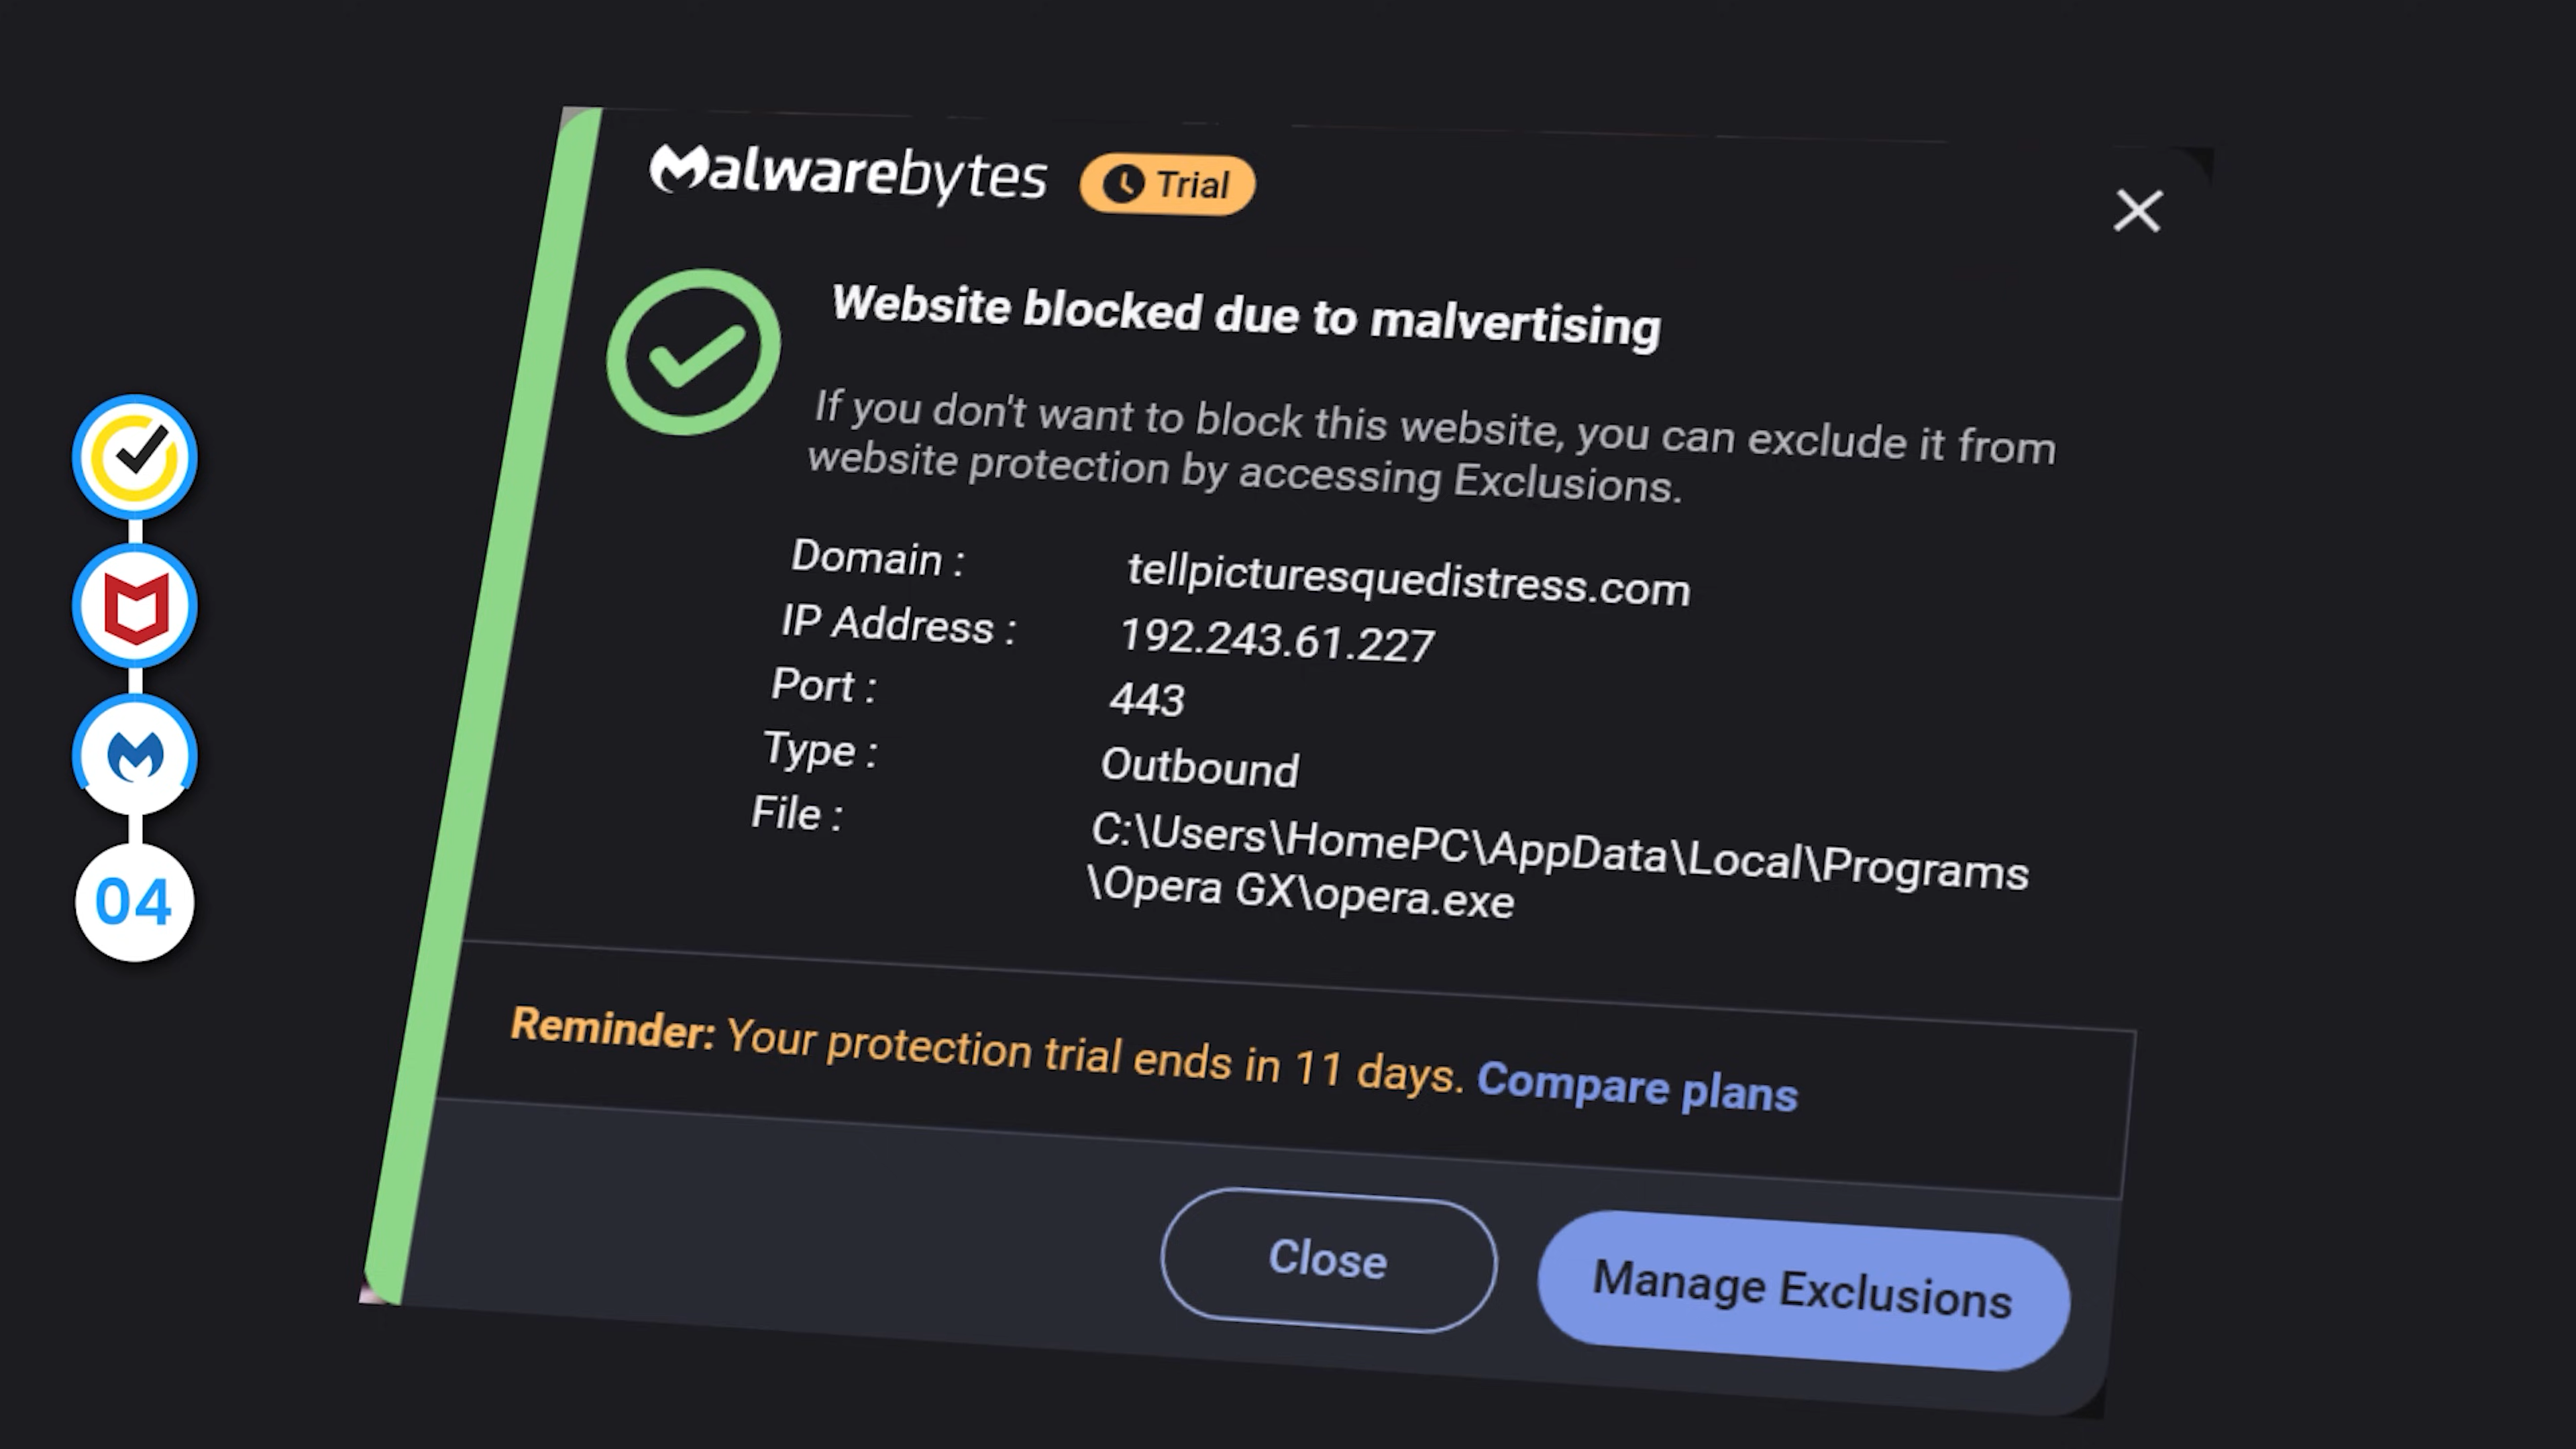 Malwarebytes Trial
Website blocked due to malvertising
If you don't want to block this website, you can exclude it from
website protection by accessing Exclusions.
Domain : tellpicturesquedistress.com
IP Address : 192.243.61.227
Port : 443
Type : Outbound
File : C:\Users\HomePC\AppData\Local\Programs
\Opera GX\opera.exe
Reminder: Your protection trial ends in 11 days. Compare plans
Close Manage Exclusions
04